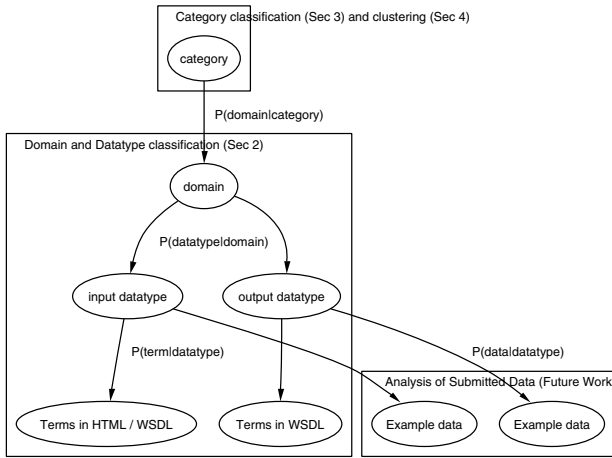 Category classification (Sec 3) and clustering (Sec 4)
category
P(domain|category)
Domain and Datatype classification (Sec 2)
domain
P(datatype|domain)
input datatype
output datatype
P(term|datatype)
P(data|datatype)
Analysis of Submitted Data (Future Work
Terms in HTML / WSDL
Terms in WSDL
Example data
Example data